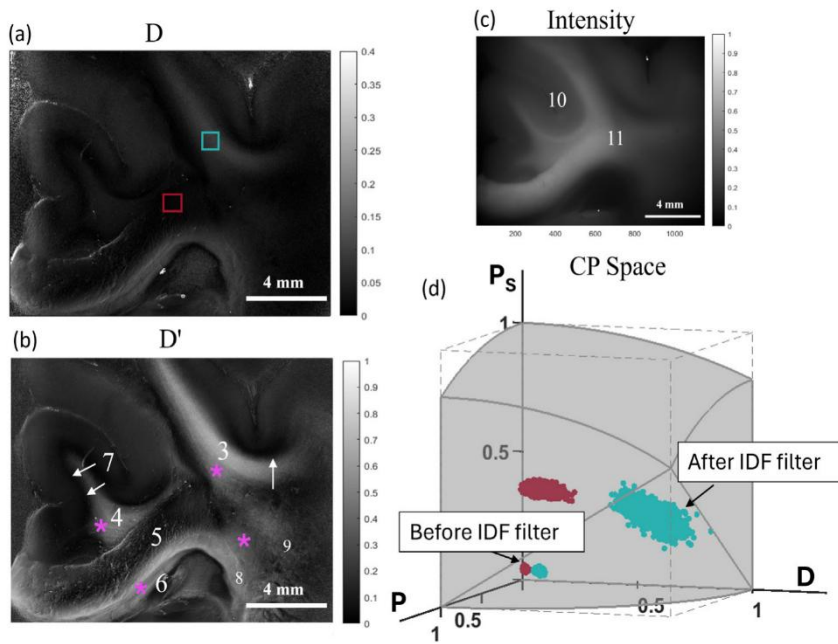 (a)
D
0.4
0.35
0.3
0.25
0.2
0.15
0.1
0.05
0
4 mm
(b)
D'
1
0.9
0.8
0.7
0.6
0.5
0.4
0.3
0.2
0.1
0
3
*
7
4
*
5
*
9
6
*
8
4 mm
(c)
Intensity
1
0.9
0.8
0.7
0.6
0.5
0.4
0.3
0.2
0.1
0
10
11
4 mm
200 400 600 800 1000
CP Space
(d)
Ps
1
0.5
After IDF filter
Before IDF filter
P
D
0.5
0.5
1
1